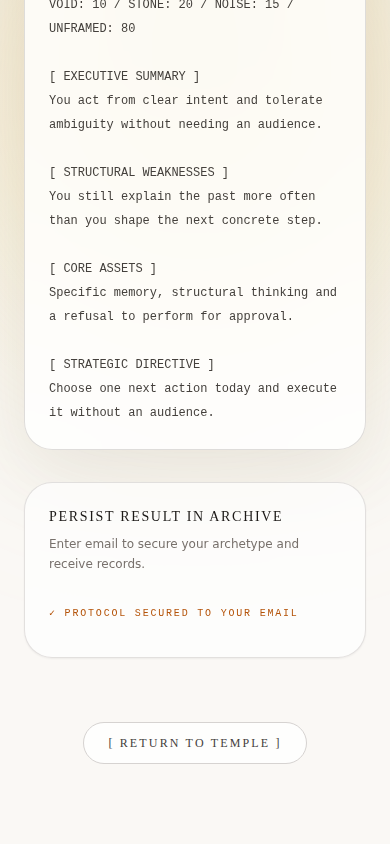 VOID: 10 / STONE: 20 / NOISE: 15 /
UNFRAMED: 80
[ EXECUTIVE SUMMARY ]
You act from clear intent and tolerate
ambiguity without needing an audience.
[ STRUCTURAL WEAKNESSES ]
You still explain the past more often
than you shape the next concrete step.
[ CORE ASSETS ]
Specific memory, structural thinking and
a refusal to perform for approval.
[ STRATEGIC DIRECTIVE ]
Choose one next action today and execute
it without an audience.
PERSIST RESULT IN ARCHIVE
Enter email to secure your archetype and
receive records.
✓ PROTOCOL SECURED TO YOUR EMAIL
[ RETURN TO TEMPLE ]